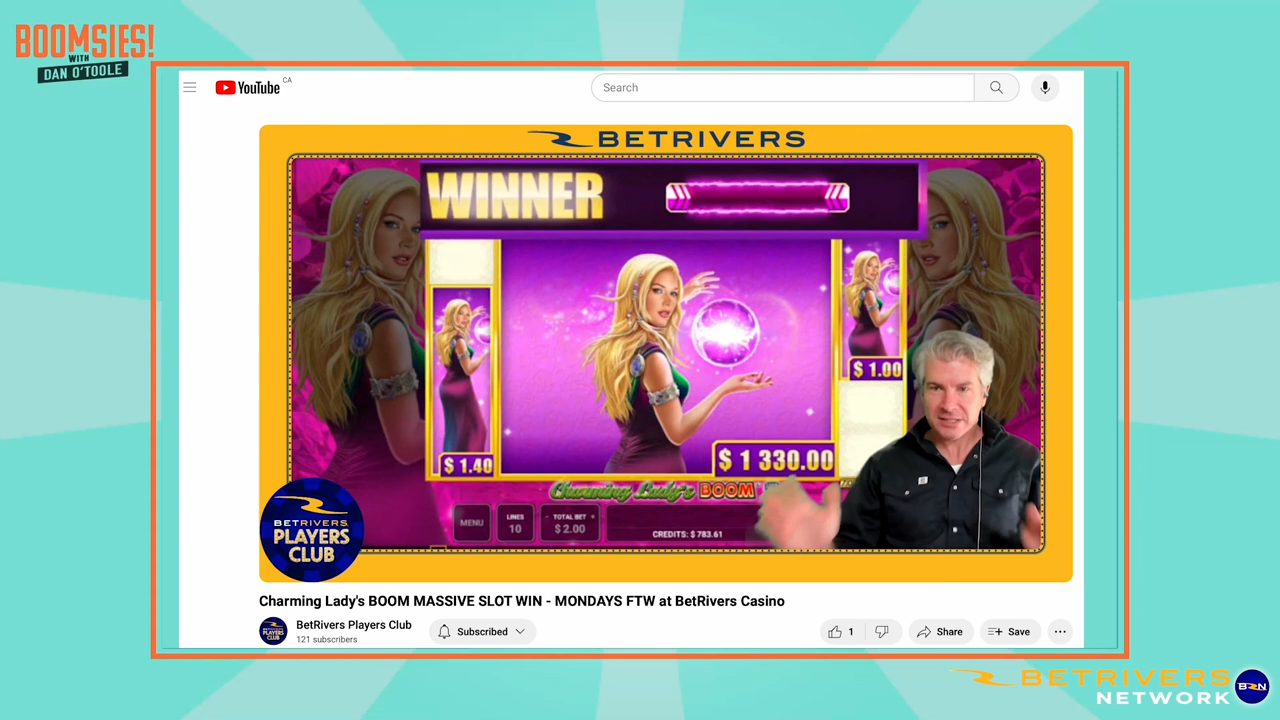 BOOMSIES!
WITH
DAN O'TOOLE
YouTube CA
Search
BETRIVERS
WINNER
$ 1.00
$ 1.40
$ 1 330.00
Charming Lady's BOOM
MENU
LINES
10
- TOTAL BET +
$ 2.00
CREDITS: $ 783.61
BETRIVERS
PLAYERS
CLUB
Charming Lady's BOOM MASSIVE SLOT WIN - MONDAYS FTW at BetRivers Casino
BetRivers Players Club
121 subscribers
Subscribed
1
Share
Save
BETRIVERS
NETWORK
BRN